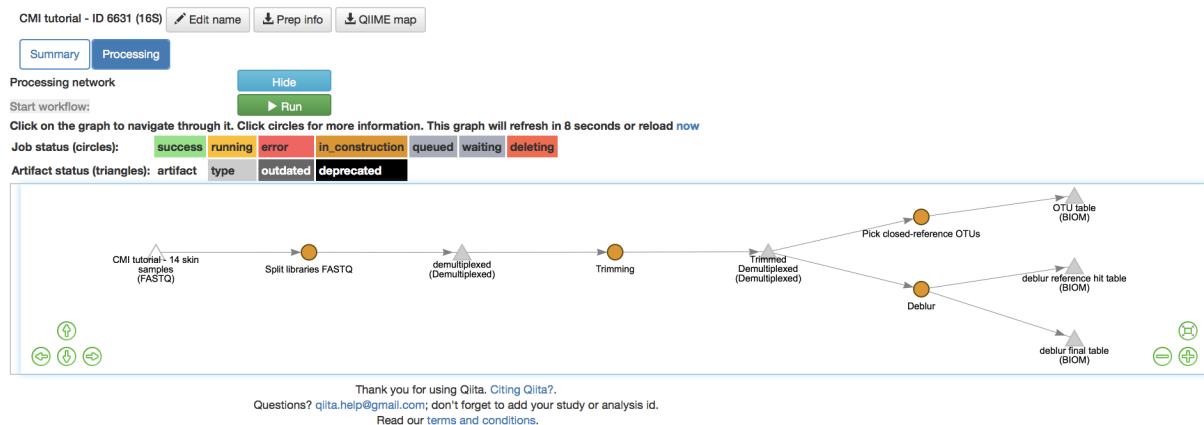 CMI tutorial - ID 6631 (16S) Edit name Prep info QIIME map
Summary Processing
Processing network Hide
Start workflow: Run
Click on the graph to navigate through it. Click circles for more information. This graph will refresh in 8 seconds or reload now
Job status (circles): success running error in_construction queued waiting deleting
Artifact status (triangles): artifact type outdated deprecated
CMI tutorial - 14 skin
samples
(FASTQ)
Split libraries FASTQ
demultiplexed
(Demultiplexed)
Trimming
Trimmed
Demultiplexed
(Demultiplexed)
Pick closed-reference OTUs
Deblur
OTU table
(BIOM)
deblur reference hit table
(BIOM)
deblur final table
(BIOM)
Thank you for using Qiita. Citing Qiita?.
Questions? qiita.help@gmail.com; don't forget to add your study or analysis id.
Read our terms and conditions.